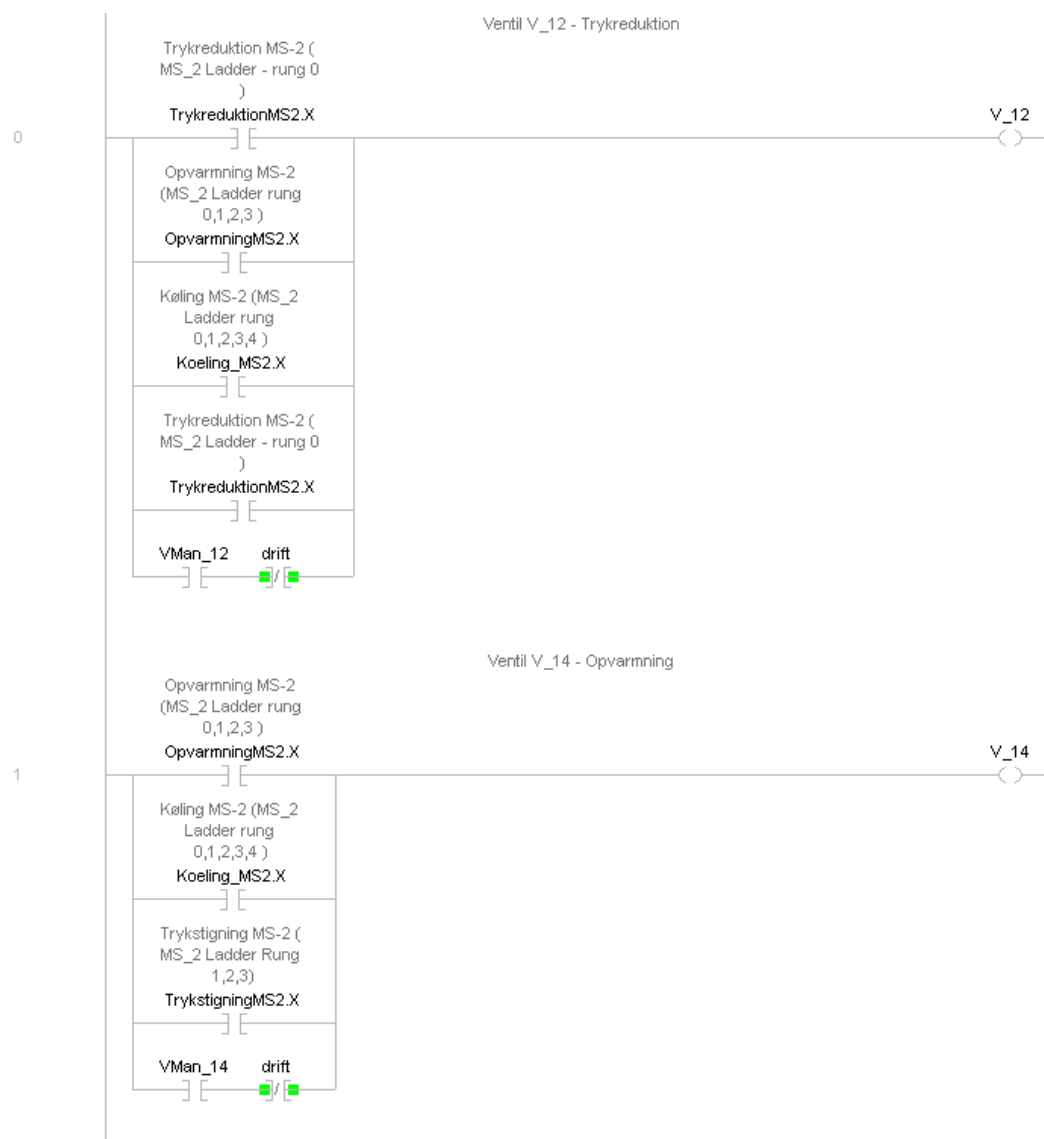 Ventil V_12 - Trykreduktion
Trykreduktion MS-2 (
MS_2 Ladder - rung 0
)
TrykreduktionMS2.X
V_12
0
Opvarmning MS-2
(MS_2 Ladder rung
0,1,2,3 )
OpvarmningMS2.X
Køling MS-2 (MS_2
Ladder rung
0,1,2,3,4 )
Koeling_MS2.X
Trykreduktion MS-2 (
MS_2 Ladder - rung 0
)
TrykreduktionMS2.X
VMan_12 drift
Ventil V_14 - Opvarmning
Opvarmning MS-2
(MS_2 Ladder rung
0,1,2,3 )
OpvarmningMS2.X
V_14
1
Køling MS-2 (MS_2
Ladder rung
0,1,2,3,4 )
Koeling_MS2.X
Trykstigning MS-2 (
MS_2 Ladder Rung
1,2,3)
TrykstigningMS2.X
VMan_14 drift